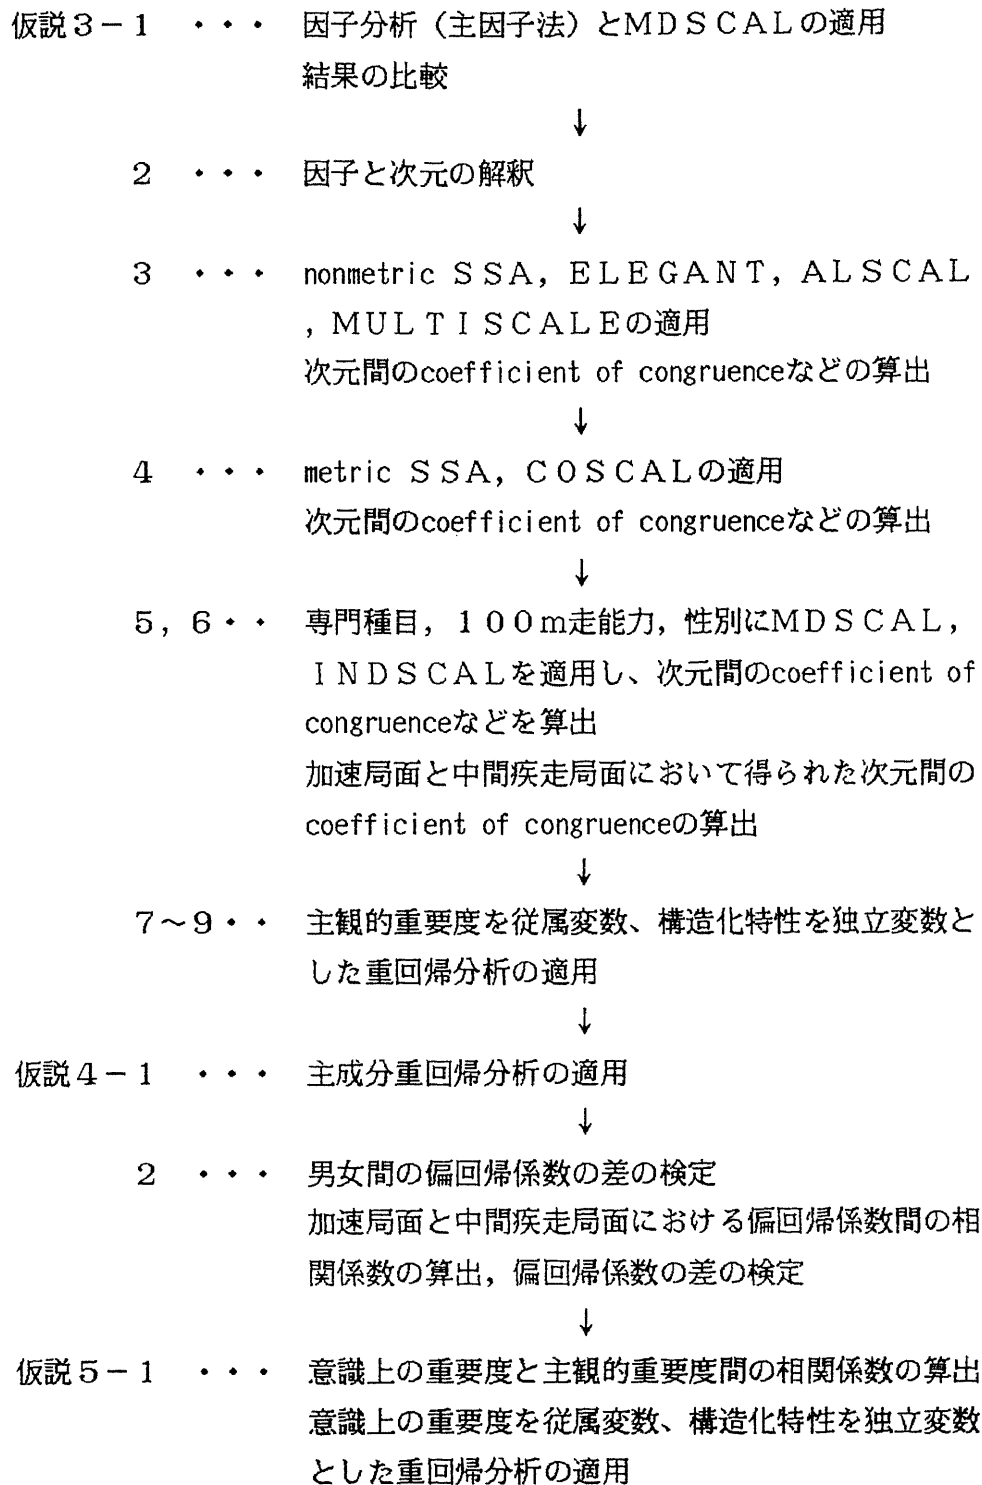 仮説3－1 ・・・ 因子分析（主因子法）とMDSCALの適用
結果の比較
↓
2 ・・・ 因子と次元の解釈
↓
3 ・・・ nonmetric SSA，ELEGANT，ALSCAL
，MULTISCALEの適用
次元間のcoefficient of congruenceなどの算出
↓
4 ・・・ metric SSA，COSCALの適用
次元間のcoefficient of congruenceなどの算出
↓
5，6・・ 専門種目，100m走能力，性別にMDSCAL，
INDSCALを適用し、次元間のcoefficient of
congruenceなどを算出
加速局面と中間疾走局面において得られた次元間の
coefficient of congruenceの算出
↓
7～9・・ 主観的重要度を従属変数、構造化特性を独立変数と
した重回帰分析の適用
↓
仮説4－1 ・・・ 主成分重回帰分析の適用
↓
2 ・・・ 男女間の偏回帰係数の差の検定
加速局面と中間疾走局面における偏回帰係数間の相
関係数の算出，偏回帰係数の差の検定
↓
仮説5－1 ・・・ 意識上の重要度と主観的重要度間の相関係数の算出
意識上の重要度を従属変数、構造化特性を独立変数
とした重回帰分析の適用